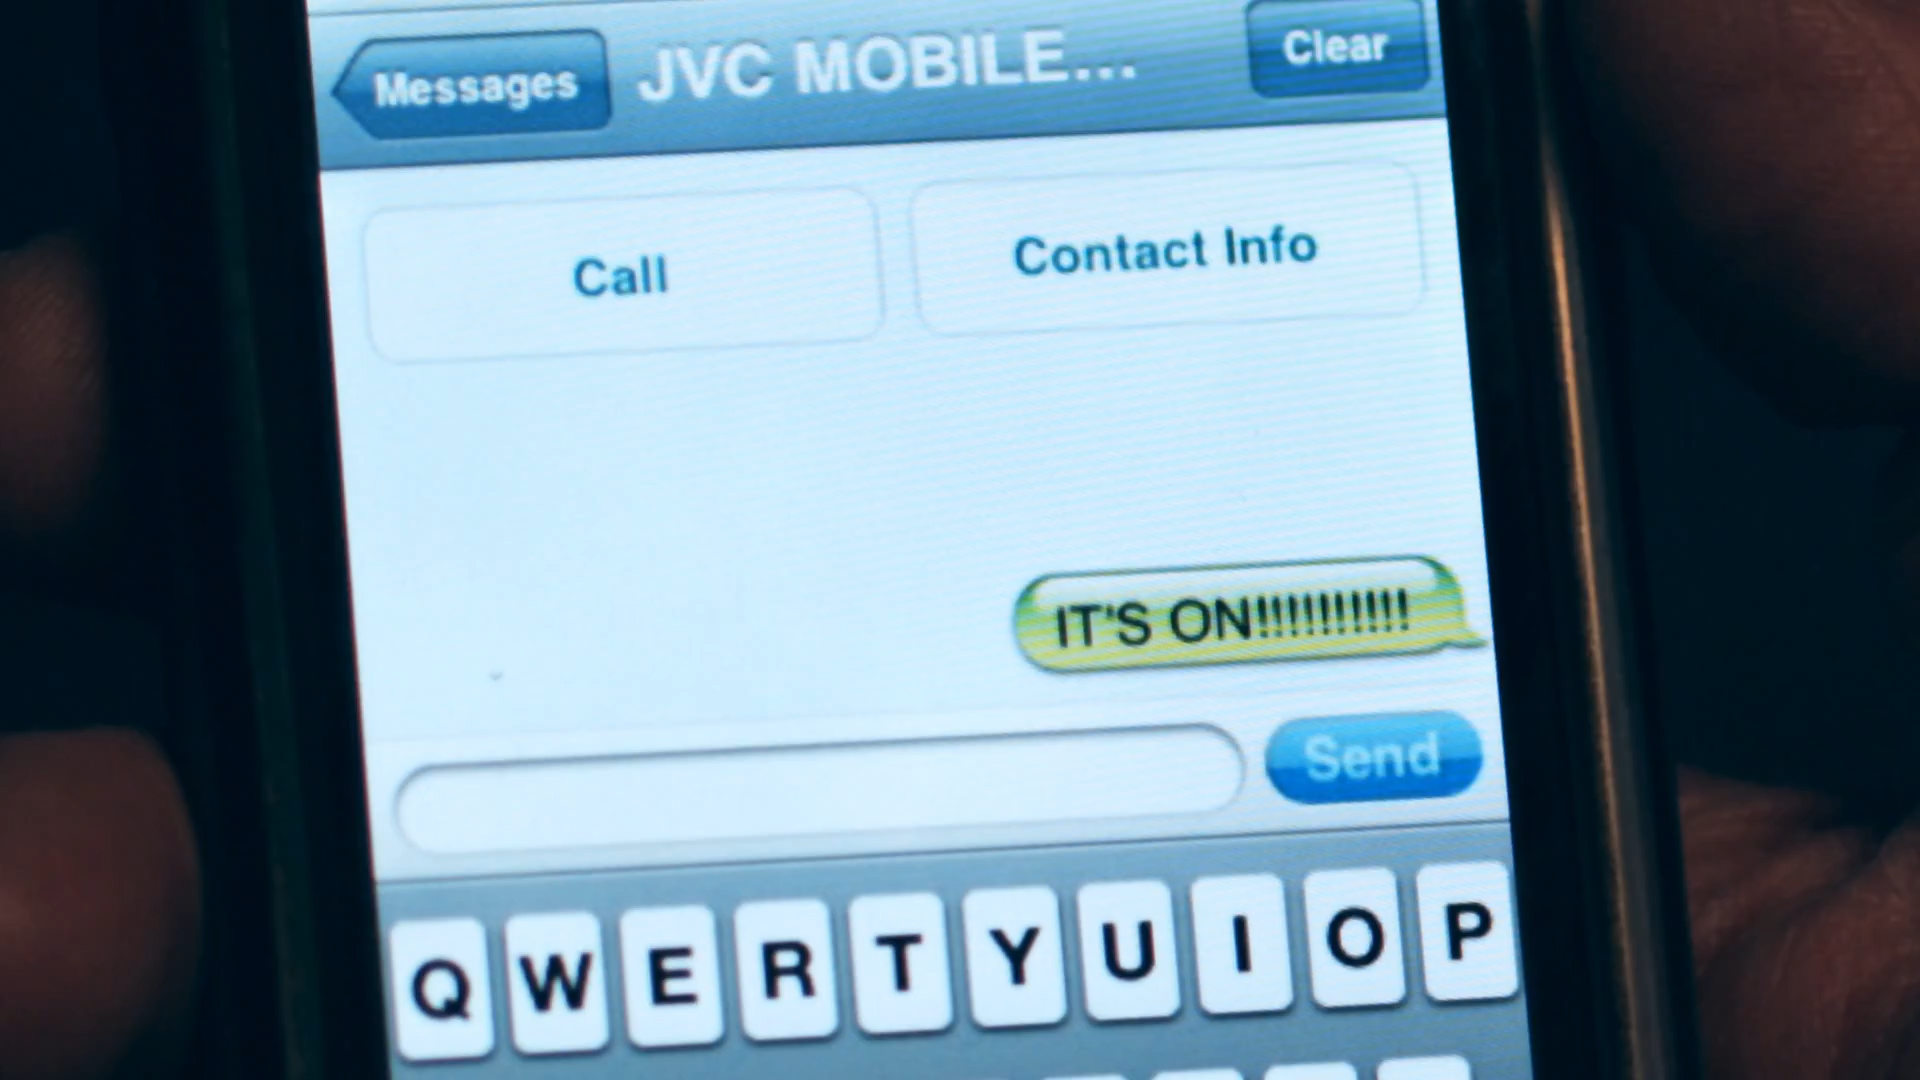 Messages JVC MOBILE... Clear
Call Contact Info
IT'S ON!!!!!!!!!!
Send
Q W E R T Y U I O P